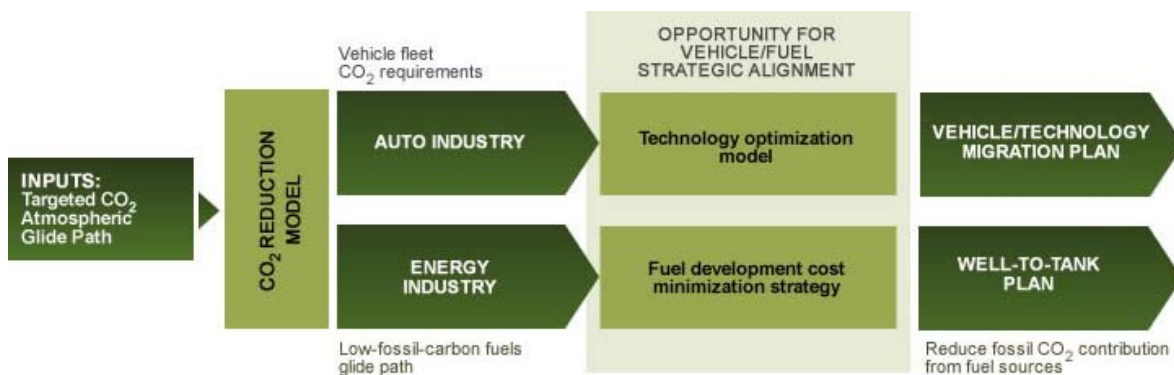 INPUTS:
Targeted CO₂
Atmospheric
Glide Path
CO₂ REDUCTION
MODEL
Vehicle fleet
CO₂ requirements
AUTO INDUSTRY
ENERGY
INDUSTRY
Low-fossil-carbon fuels
glide path
OPPORTUNITY FOR
VEHICLE/FUEL
STRATEGIC ALIGNMENT
Technology optimization
model
Fuel development cost
minimization strategy
VEHICLE/TECHNOLOGY
MIGRATION PLAN
WELL-TO-TANK
PLAN
Reduce fossil CO₂ contribution
from fuel sources